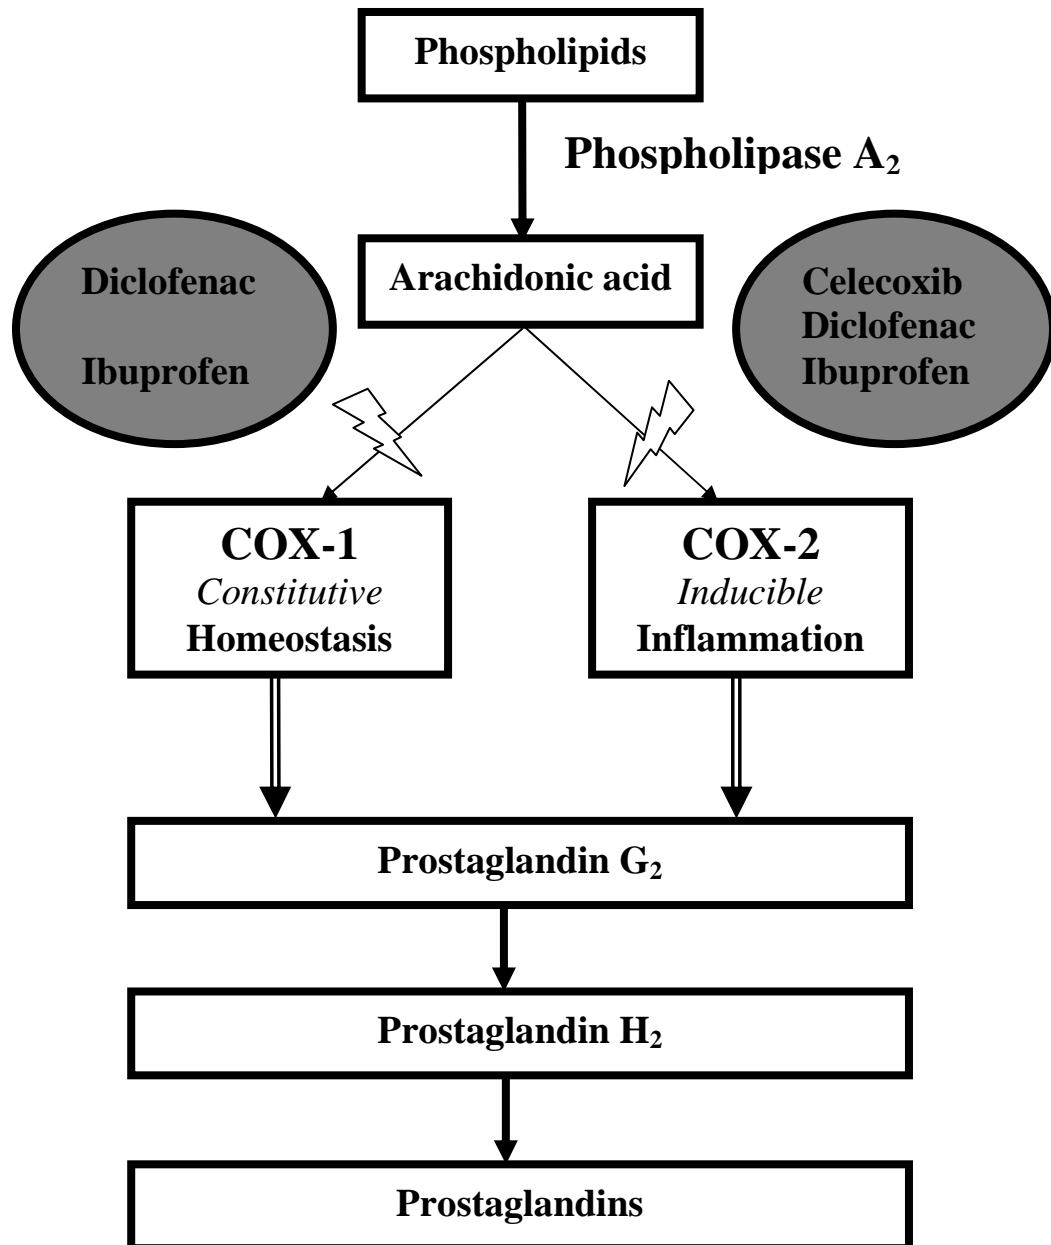 Phospholipids
Phospholipase A₂
Diclofenac
Ibuprofen
Arachidonic acid
Celecoxib
Diclofenac
Ibuprofen
COX-1
Constitutive
Homeostasis
COX-2
Inducible
Inflammation
Prostaglandin G₂
Prostaglandin H₂
Prostaglandins